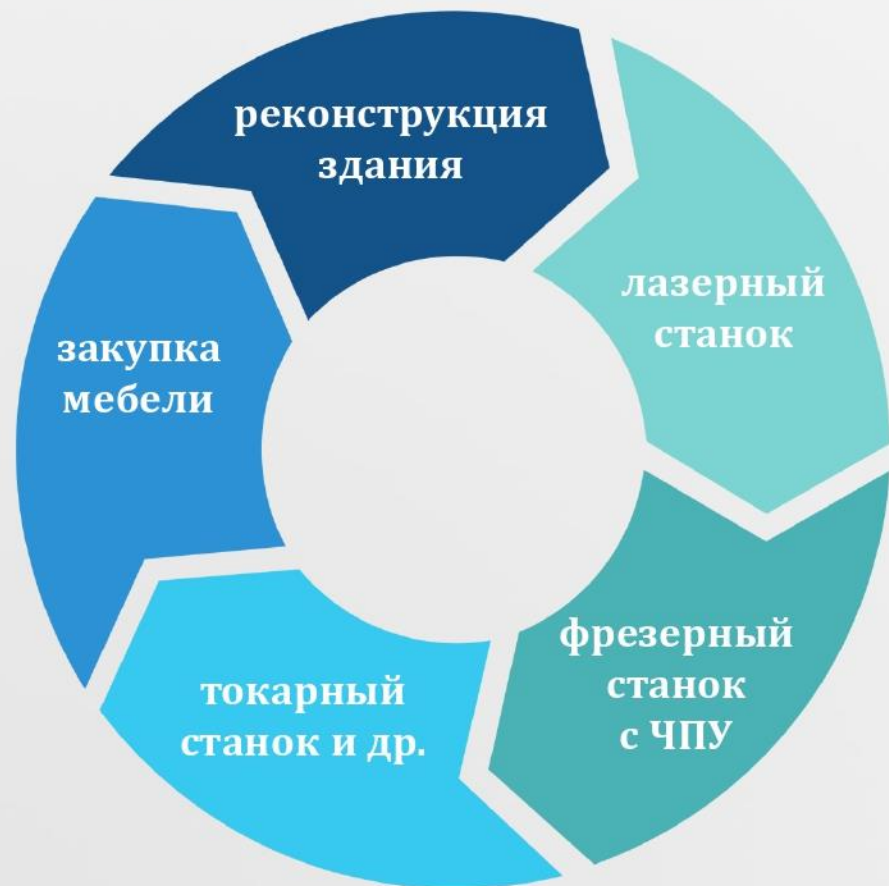 реконструкция
здания
лазерный
станок
фрезерный
станок
с ЧПУ
токарный
станок и др.
закупка
мебели